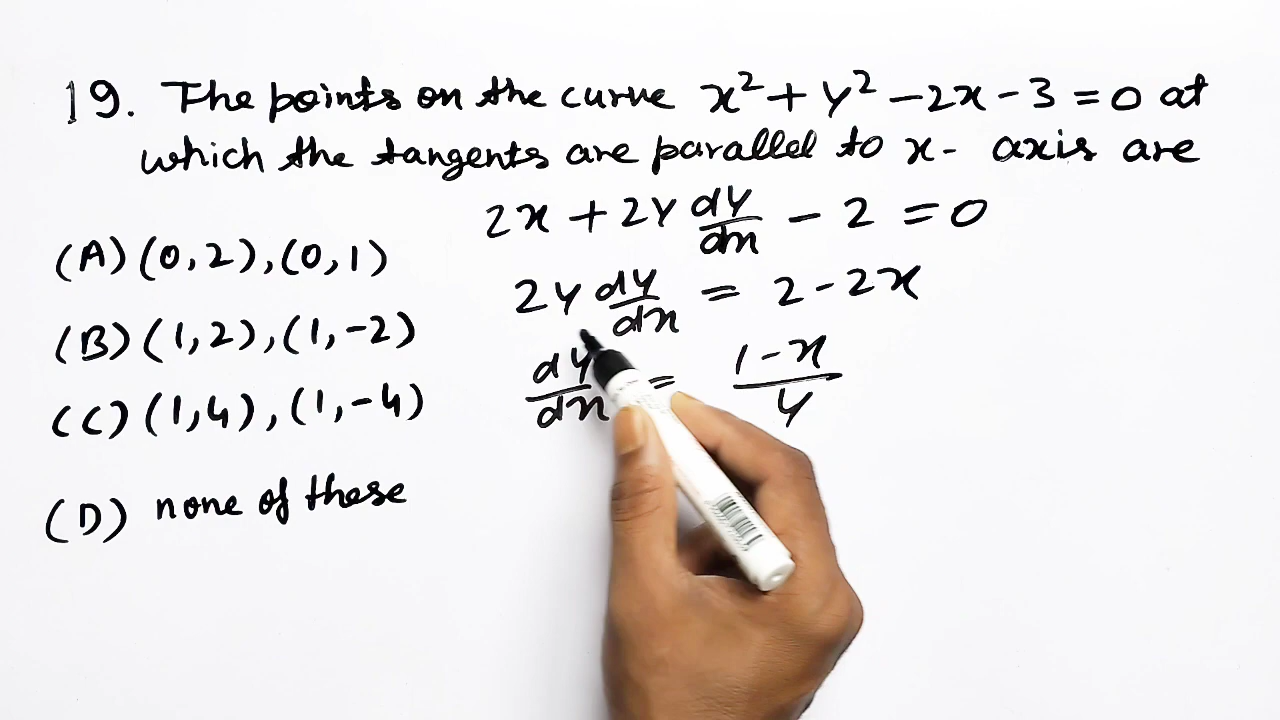 19. The points on the curve x² + y² - 2x - 3 = 0 at
which the tangents are parallel to x- axis are
2x + 2y dy/dx - 2 = 0
(A) (0, 2), (0, 1)
2y dy/dx = 2 - 2x
(B) (1, 2), (1, -2)
dy/dx = (1 - x)/y
(C) (1, 4), (1, -4)
(D) none of these